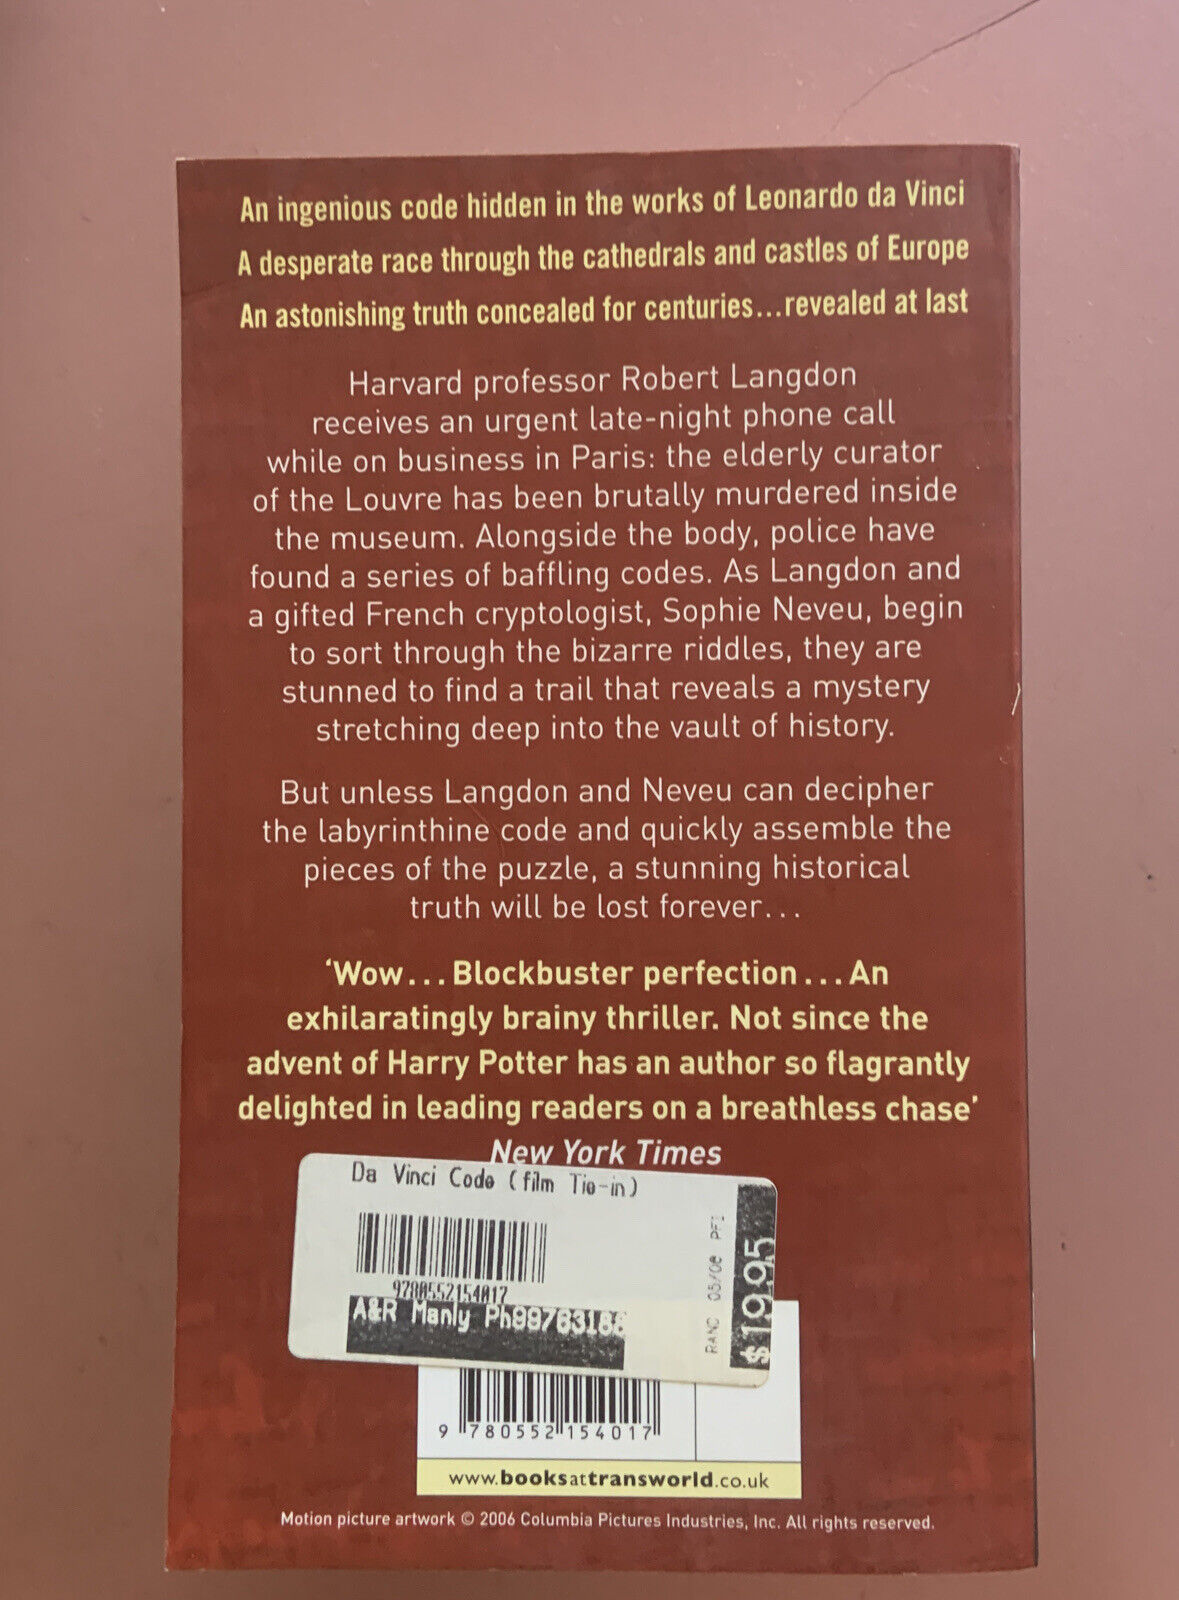 An ingenious code hidden in the works of Leonardo da Vinci
A desperate race through the cathedrals and castles of Europe
An astonishing truth concealed for centuries...revealed at last
Harvard professor Robert Langdon
receives an urgent late-night phone call
while on business in Paris: the elderly curator
of the Louvre has been brutally murdered inside
the museum. Alongside the body, police have
found a series of baffling codes. As Langdon and
a gifted French cryptologist, Sophie Neveu, begin
to sort through the bizarre riddles, they are
stunned to find a trail that reveals a mystery
stretching deep into the vault of history.
But unless Langdon and Neveu can decipher
the labyrinthine code and quickly assemble the
pieces of the puzzle, a stunning historical
truth will be lost forever...
‘Wow...Blockbuster perfection...An
exhilaratingly brainy thriller. Not since the
advent of Harry Potter has an author so flagrantly
delighted in leading readers on a breathless chase’
New York Times
Da Vinci Code (film Tie-in)
9780552154017
A&R Manly Ph99763188
RAND 05/06 PF1
$19.95
9 780552 154017
www.booksattransworld.co.uk
Motion picture artwork © 2006 Columbia Pictures Industries, Inc. All rights reserved.